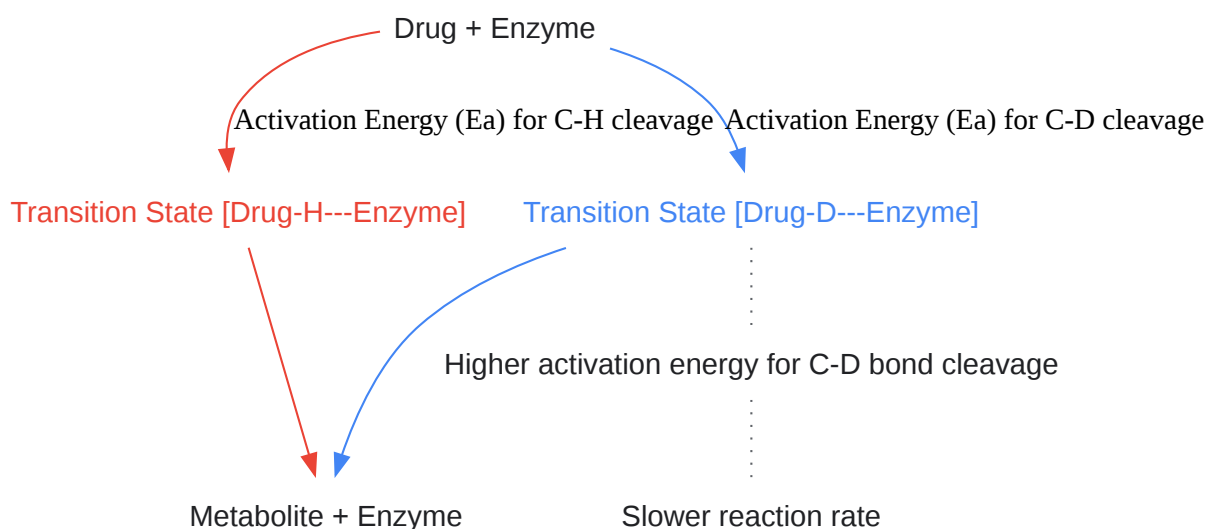 Drug + Enzyme
Activation Energy (Ea) for C-H cleavage
Activation Energy (Ea) for C-D cleavage
Transition State [Drug-H---Enzyme]
Transition State [Drug-D---Enzyme]
Higher activation energy for C-D bond cleavage
Metabolite + Enzyme
Slower reaction rate